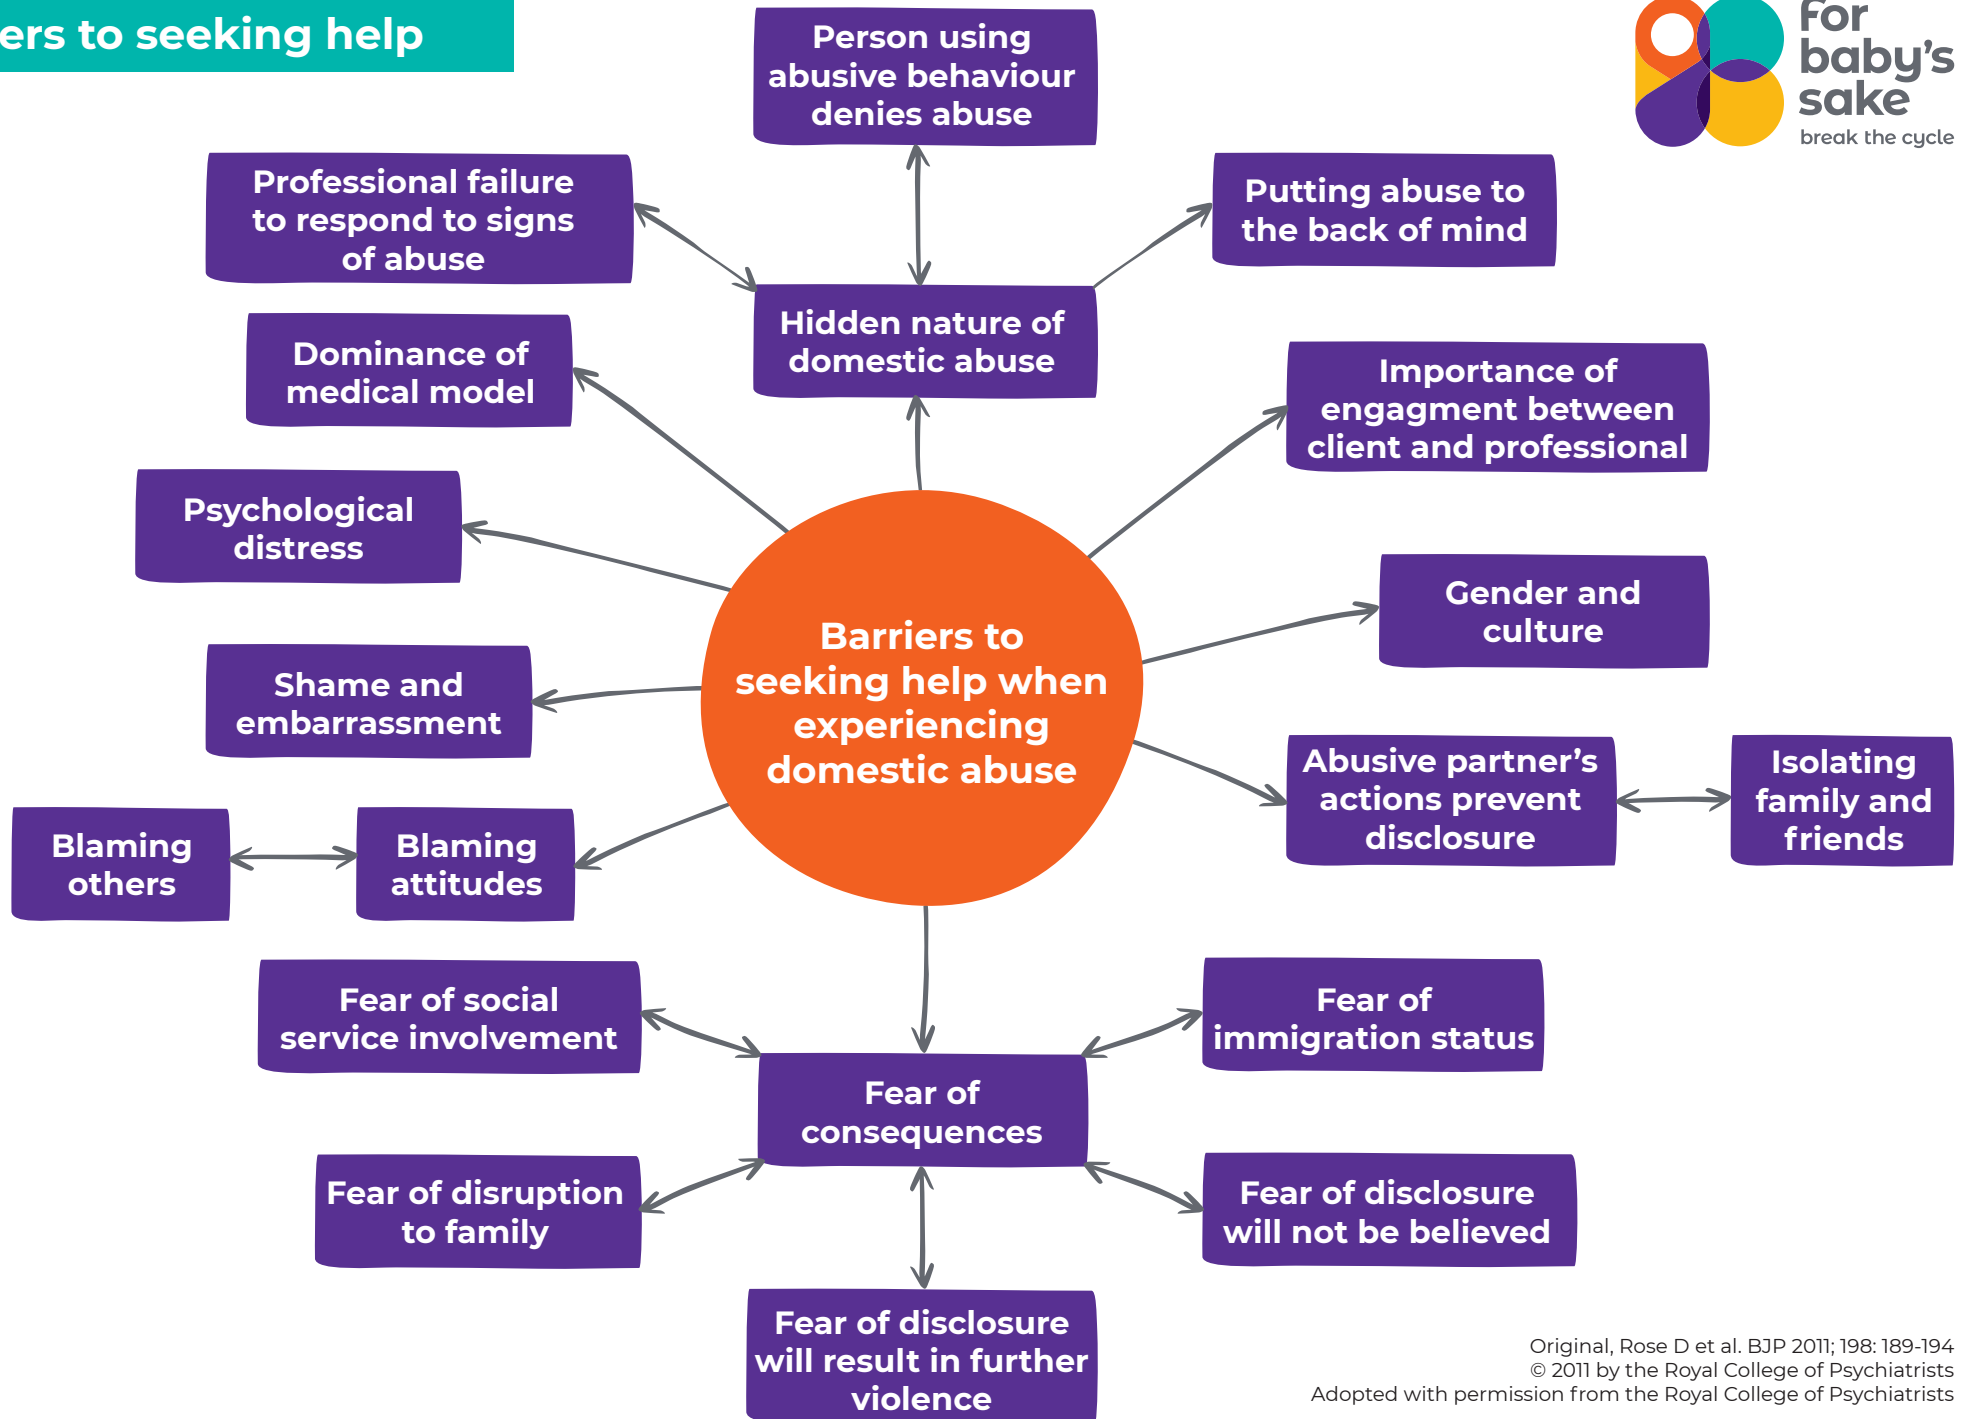 ers to seeking help
for
baby's
sake
break the cycle
Person using
abusive behaviour
denies abuse
Professional failure
to respond to signs
of abuse
Putting abuse to
the back of mind
Hidden nature of
domestic abuse
Dominance of
medical model
Importance of
engagment between
client and professional
Psychological
distress
Gender and
culture
Barriers to
seeking help when
experiencing
domestic abuse
Shame and
embarrassment
Abusive partner's
actions prevent
disclosure
Isolating
family and
friends
Blaming
others
Blaming
attitudes
Fear of social
service involvement
Fear of
immigration status
Fear of
consequences
Fear of disruption
to family
Fear of disclosure
will not be believed
Fear of disclosure
will result in further
violence
Original, Rose D et al. BJP 2011; 198: 189-194
© 2011 by the Royal College of Psychiatrists
Adopted with permission from the Royal College of Psychiatrists